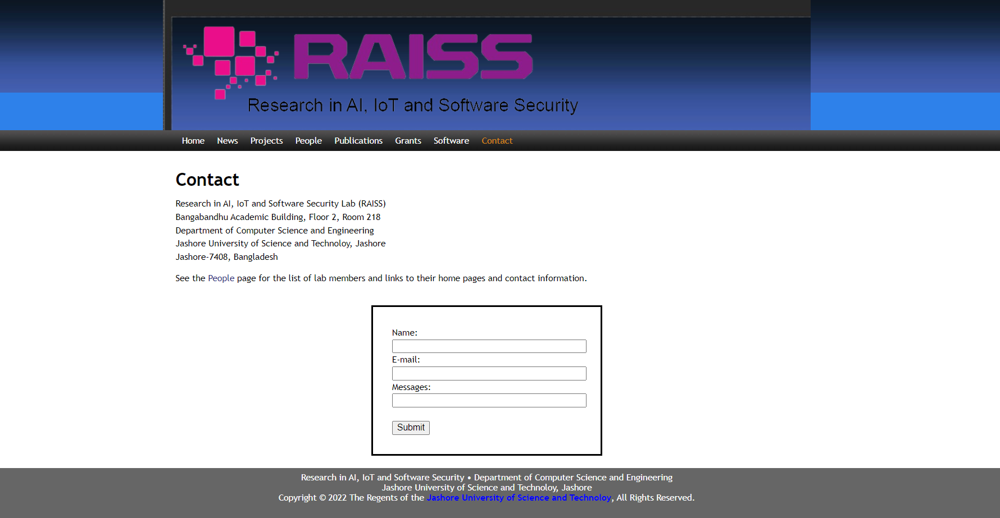 RAISS
Research in AI, IoT and Software Security
Home News Projects People Publications Grants Software Contact
Contact
Research in AI, IoT and Software Security Lab (RAISS)
Bangabandhu Academic Building, Floor 2, Room 218
Department of Computer Science and Engineering
Jashore University of Science and Technoloy, Jashore
Jashore-7408, Bangladesh
See the People page for the list of lab members and links to their home pages and contact information.
Name:
E-mail:
Messages:
Submit
Research in AI, IoT and Software Security • Department of Computer Science and Engineering
Jashore University of Science and Technoloy, Jashore
Copyright © 2022 The Regents of the Jashore University of Science and Technoloy, All Rights Reserved.